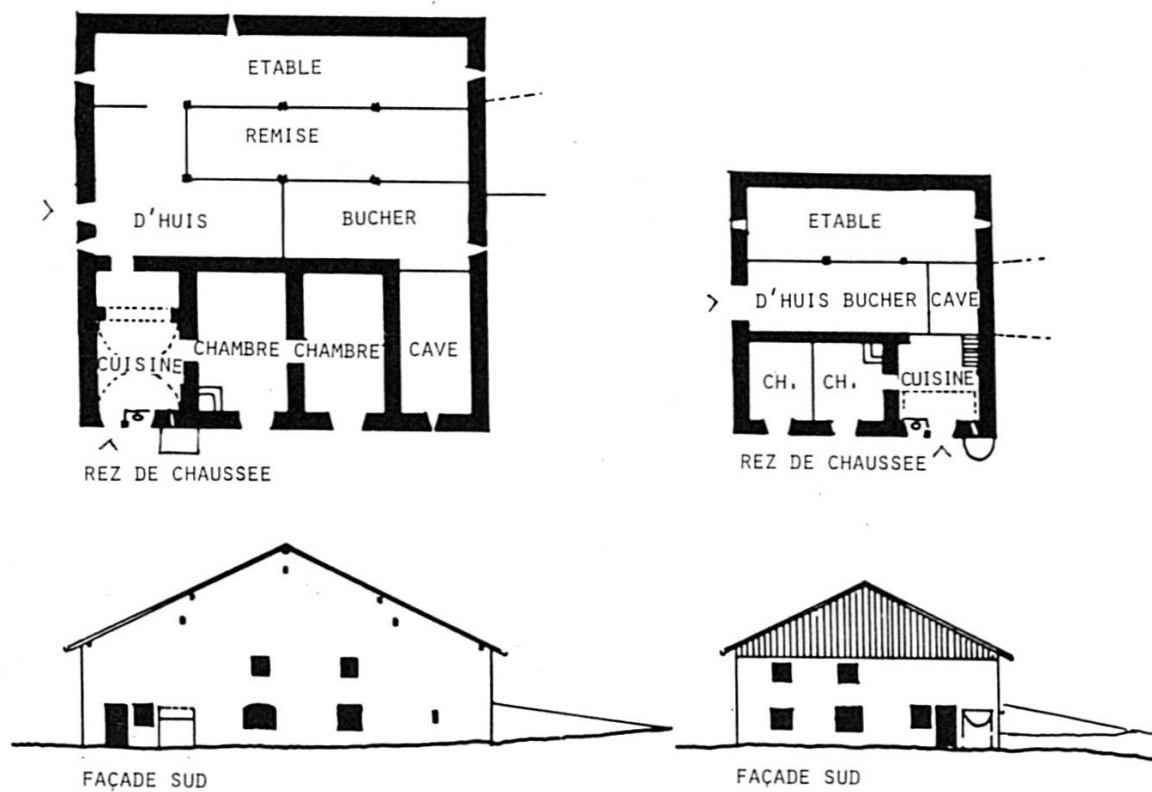 ETABLE
REMISE
D'HUIS
BUCHER
CUISINE
CHAMBRE
CHAMBRE
CAVE
REZ DE CHAUSSEE
FAÇADE SUD
ETABLE
D'HUIS BUCHER
CAVE
CH.
CH.
CUISINE
REZ DE CHAUSSEE
FAÇADE SUD